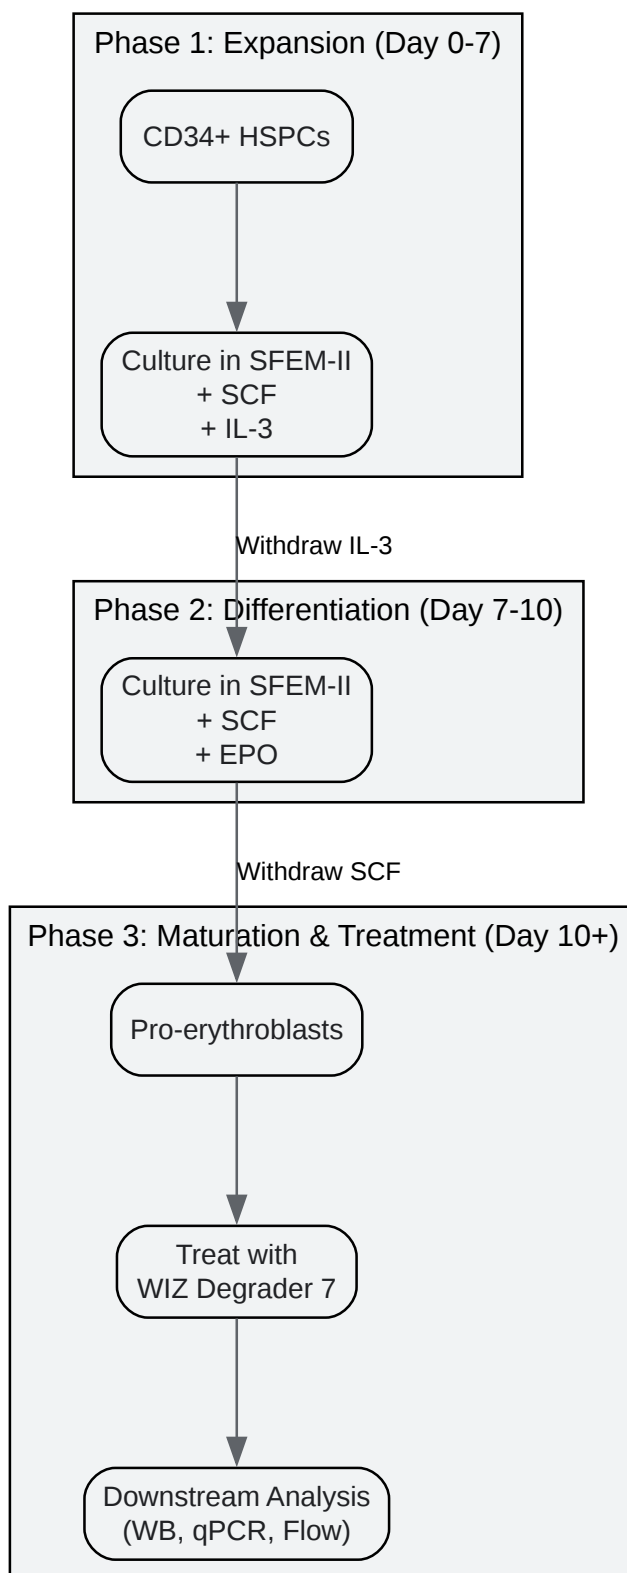 Phase 1: Expansion (Day 0-7)
CD34+ HSPCs
Culture in SFEM-II
+ SCF
+ IL-3
Withdraw IL-3
Phase 2: Differentiation (Day 7-10)
Culture in SFEM-II
+ SCF
+ EPO
Withdraw SCF
Phase 3: Maturation & Treatment (Day 10+)
Pro-erythroblasts
Treat with
WIZ Degrader 7
Downstream Analysis
(WB, qPCR, Flow)